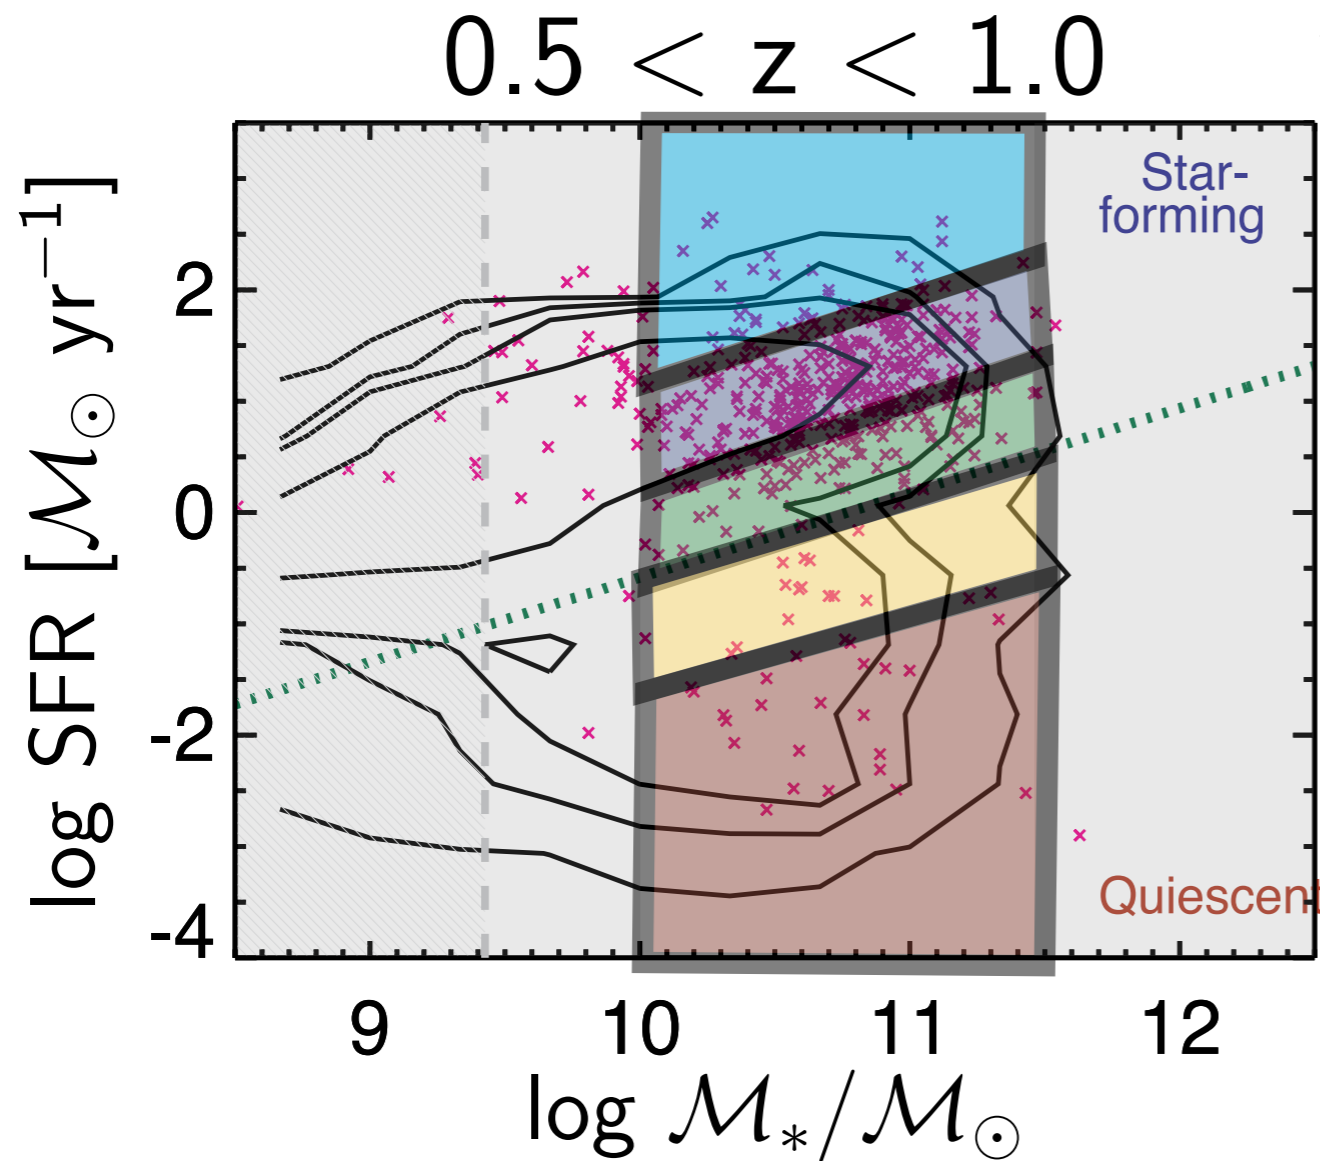 0.5 < z < 1.0
Star-
forming
log SFR [ℳ⊙ yr⁻¹]
2
0
-2
-4
Quiescent
9 10 11 12
log ℳ*/ℳ⊙